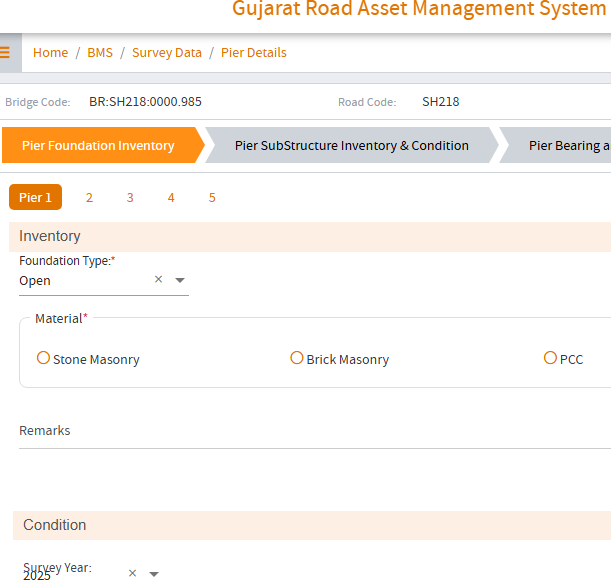 Gujarat Road Asset Management System
Home / BMS / Survey Data / Pier Details
Bridge Code: BR:SH218:0000.985 Road Code: SH218
Pier Foundation Inventory Pier SubStructure Inventory & Condition Pier Bearing a
Pier 1 2 3 4 5
Inventory
Foundation Type:*
Open ×
Material*
Stone Masonry Brick Masonry PCC
Remarks
Condition
Survey Year:
2025 ×